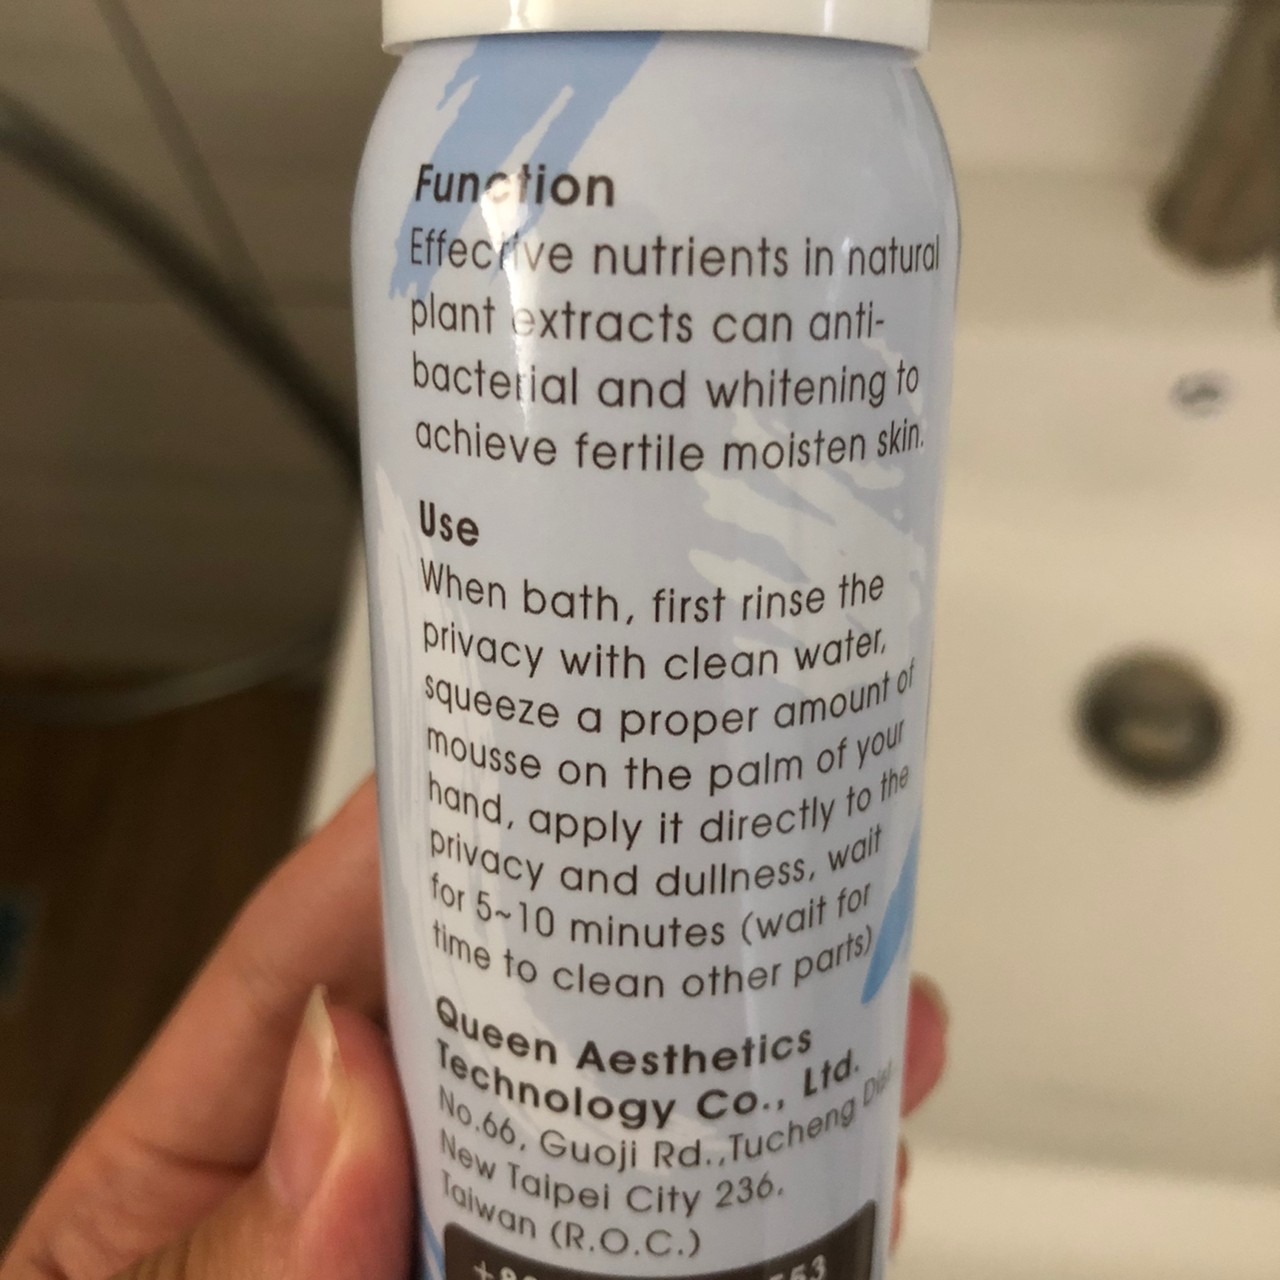 Function
Effective nutrients in natural
plant extracts can anti-
bacterial and whitening to
achieve fertile moisten skin.
Use
When bath, first rinse the
privacy with clean water,
squeeze a proper amount of
mousse on the palm of your
hand, apply it directly to the
privacy and dullness, wait
for 5~10 minutes (wait for
time to clean other parts)
Queen Aesthetics
Technology Co., Ltd.
No.66, Guoji Rd.,Tucheng Dist.
New Taipei City 236.
Taiwan (R.O.C.)